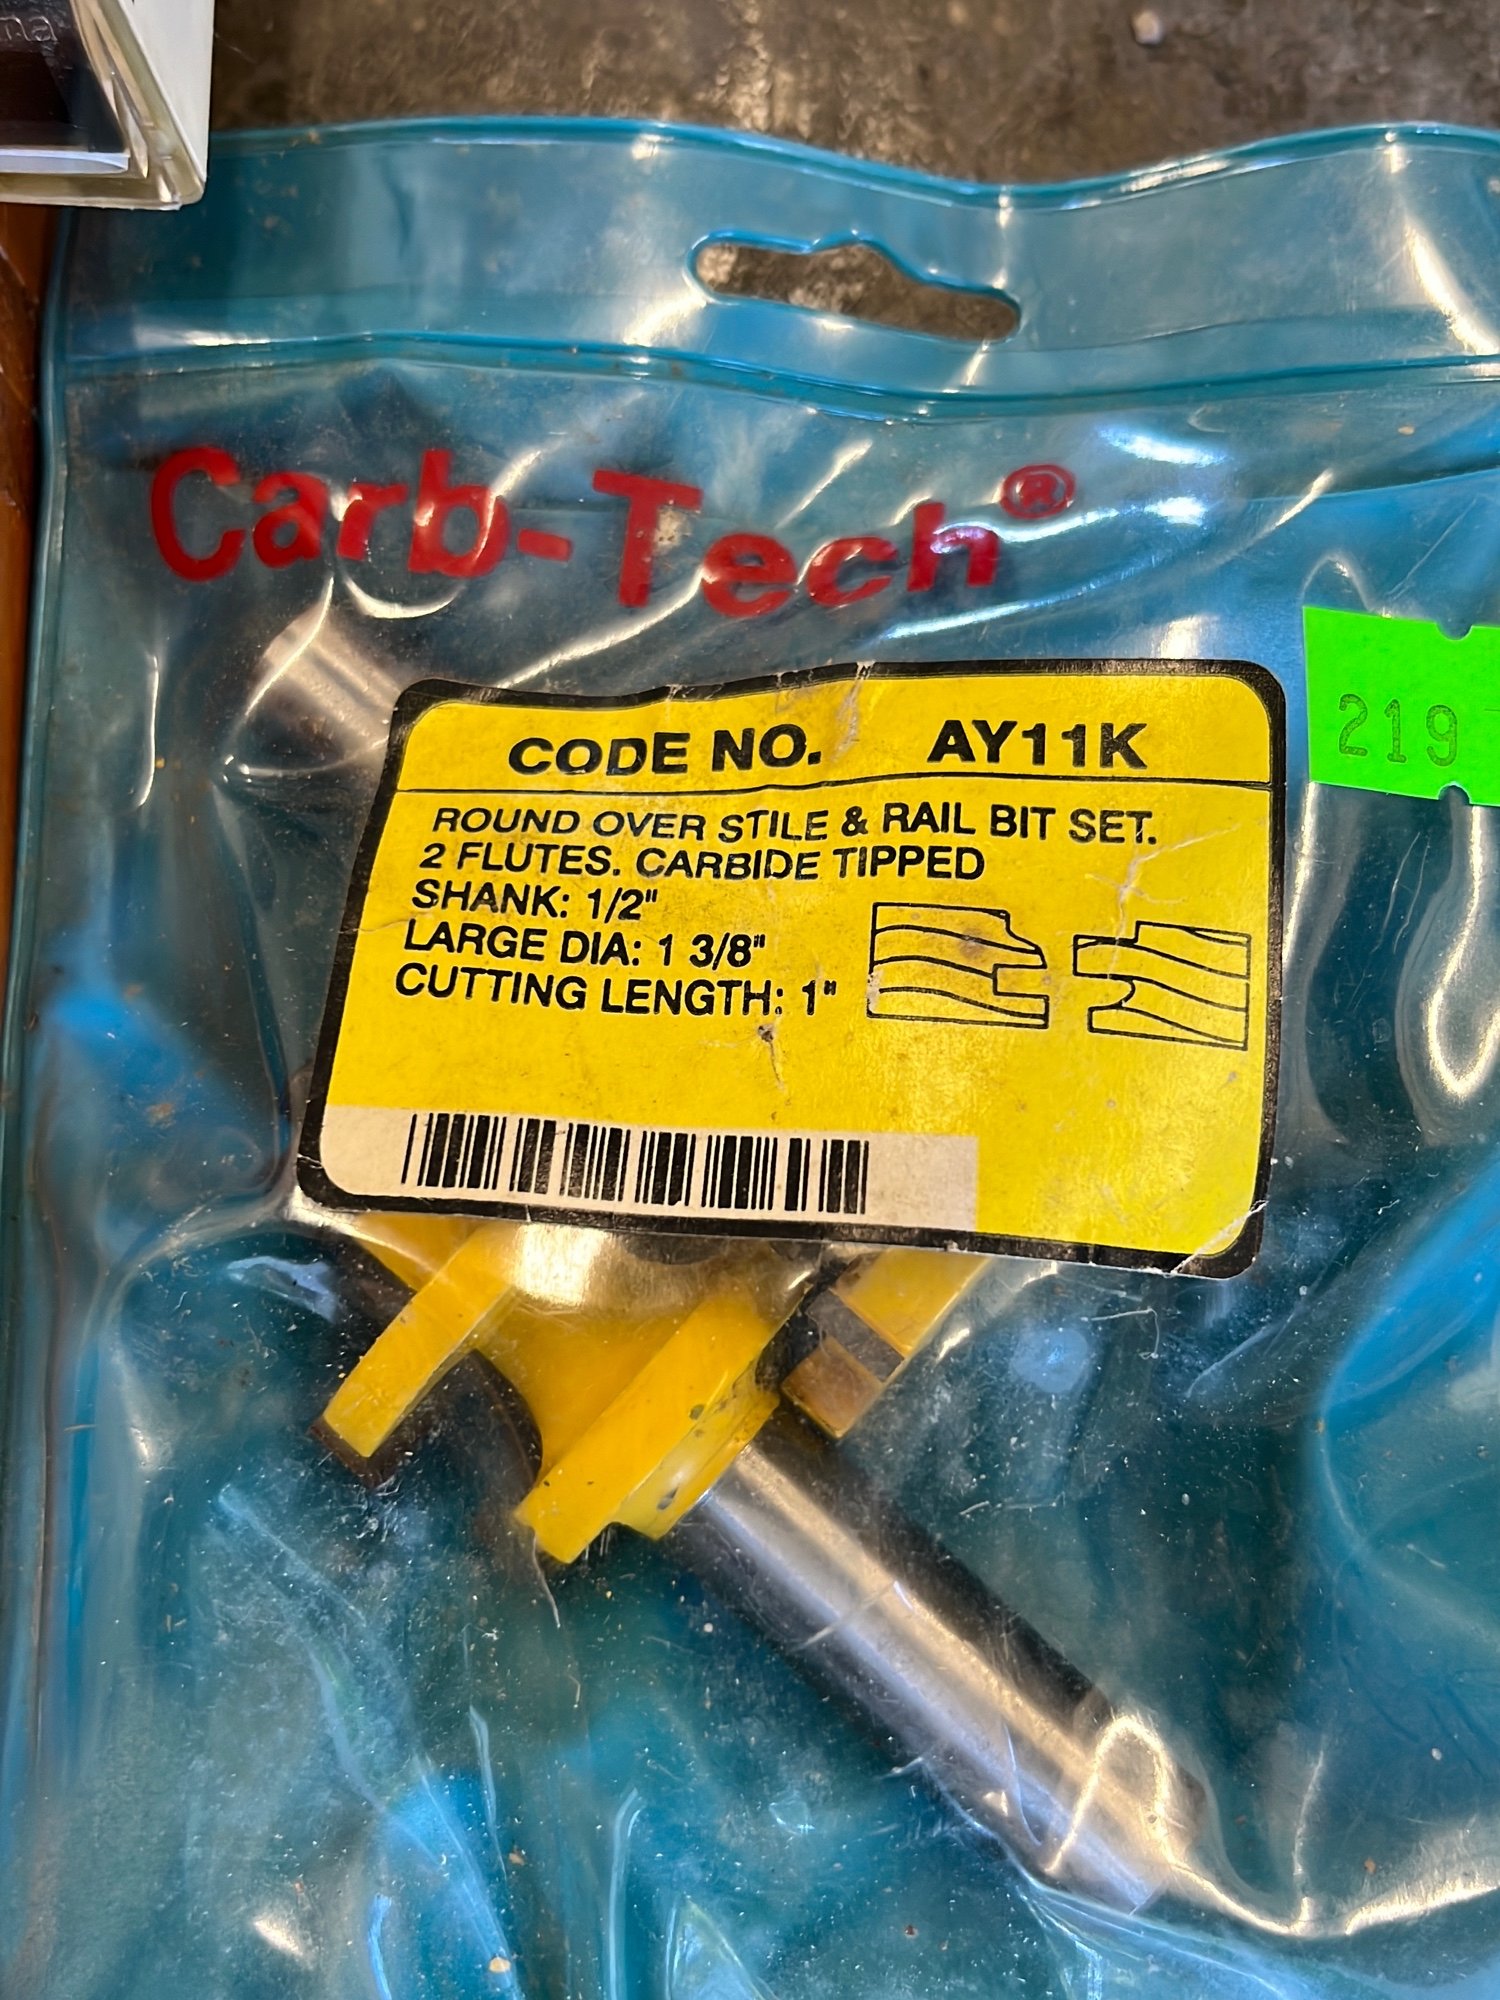 na
Carb-Tech®
219
CODE NO. AY11K
ROUND OVER STILE & RAIL BIT SET.
2 FLUTES. CARBIDE TIPPED
SHANK: 1/2"
LARGE DIA: 1 3/8"
CUTTING LENGTH: 1"